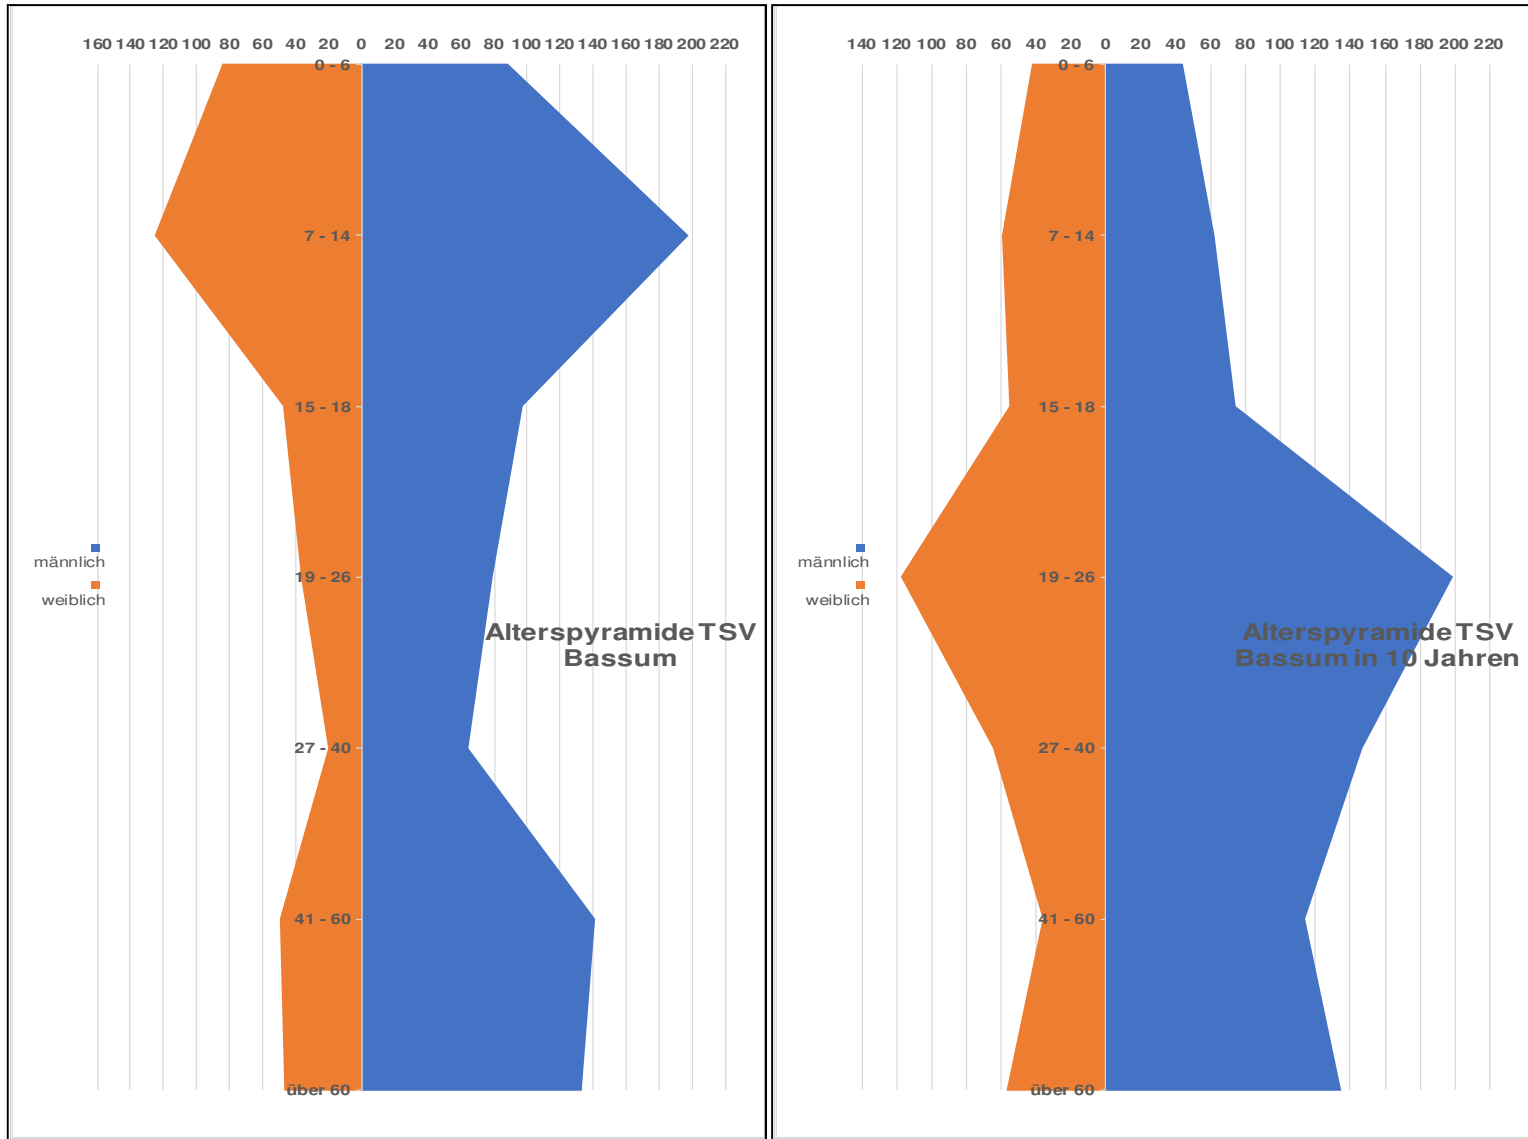 160 140 120 100 80 60 40 20 0 20 40 60 80 100 120 140 160 180 200 220
0 - 6
7 - 14
15 - 18
19 - 26
27 - 40
41 - 60
über 60
männlich
weiblich
Alterspyramide TSV
Bassum
140 120 100 80 60 40 20 0 20 40 60 80 100 120 140 160 180 200 220
0 - 6
7 - 14
15 - 18
19 - 26
27 - 40
41 - 60
über 60
männlich
weiblich
Alterspyramide TSV
Bassum in 10 Jahren